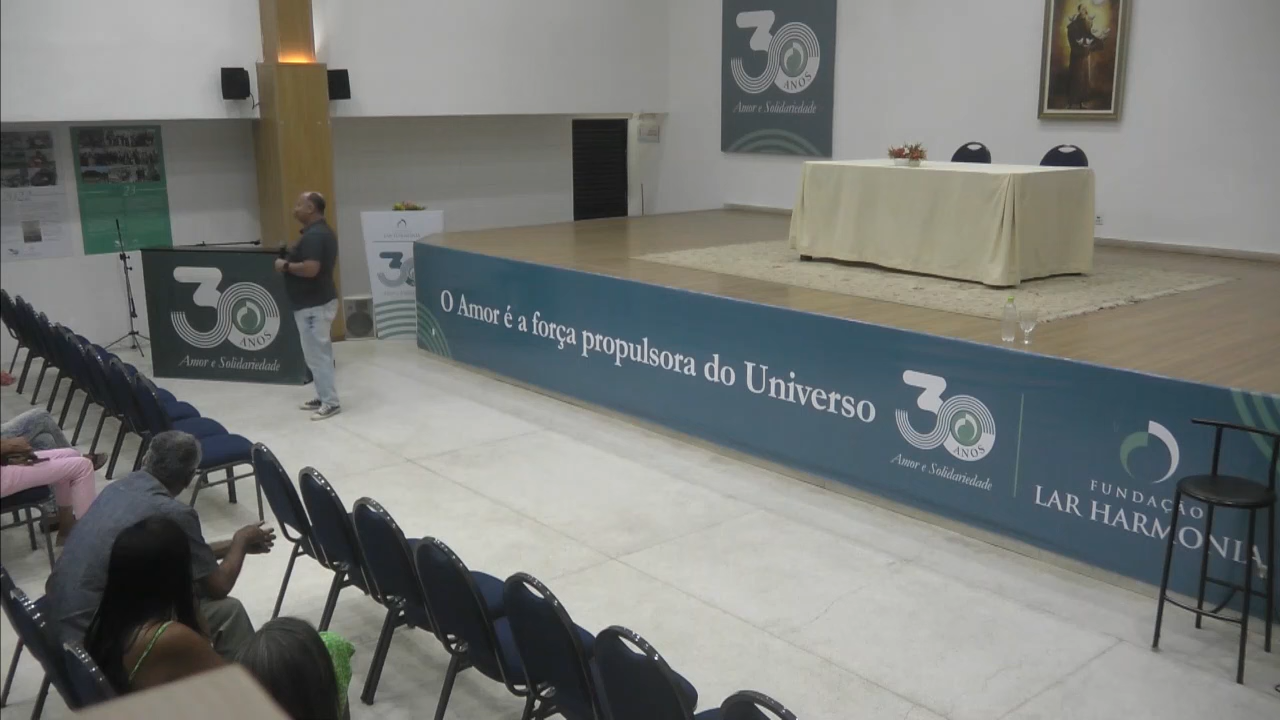 30
ANOS
Amor e Solidariedade
30
ANOS
Amor e Solidariedade
30
O Amor é a força propulsora do Universo
30
ANOS
Amor e Solidariedade
FUNDAÇÃO
LAR HARMONIA